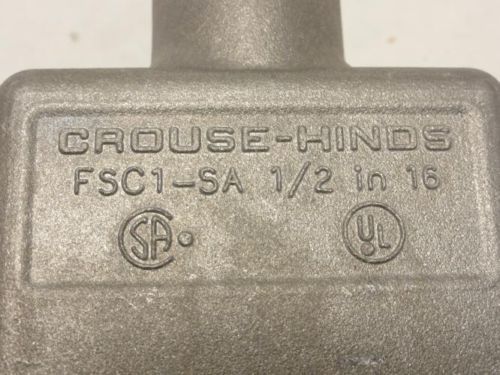 CROUSE-HINDS
FSC1-SA 1/2 in 16
SA UL